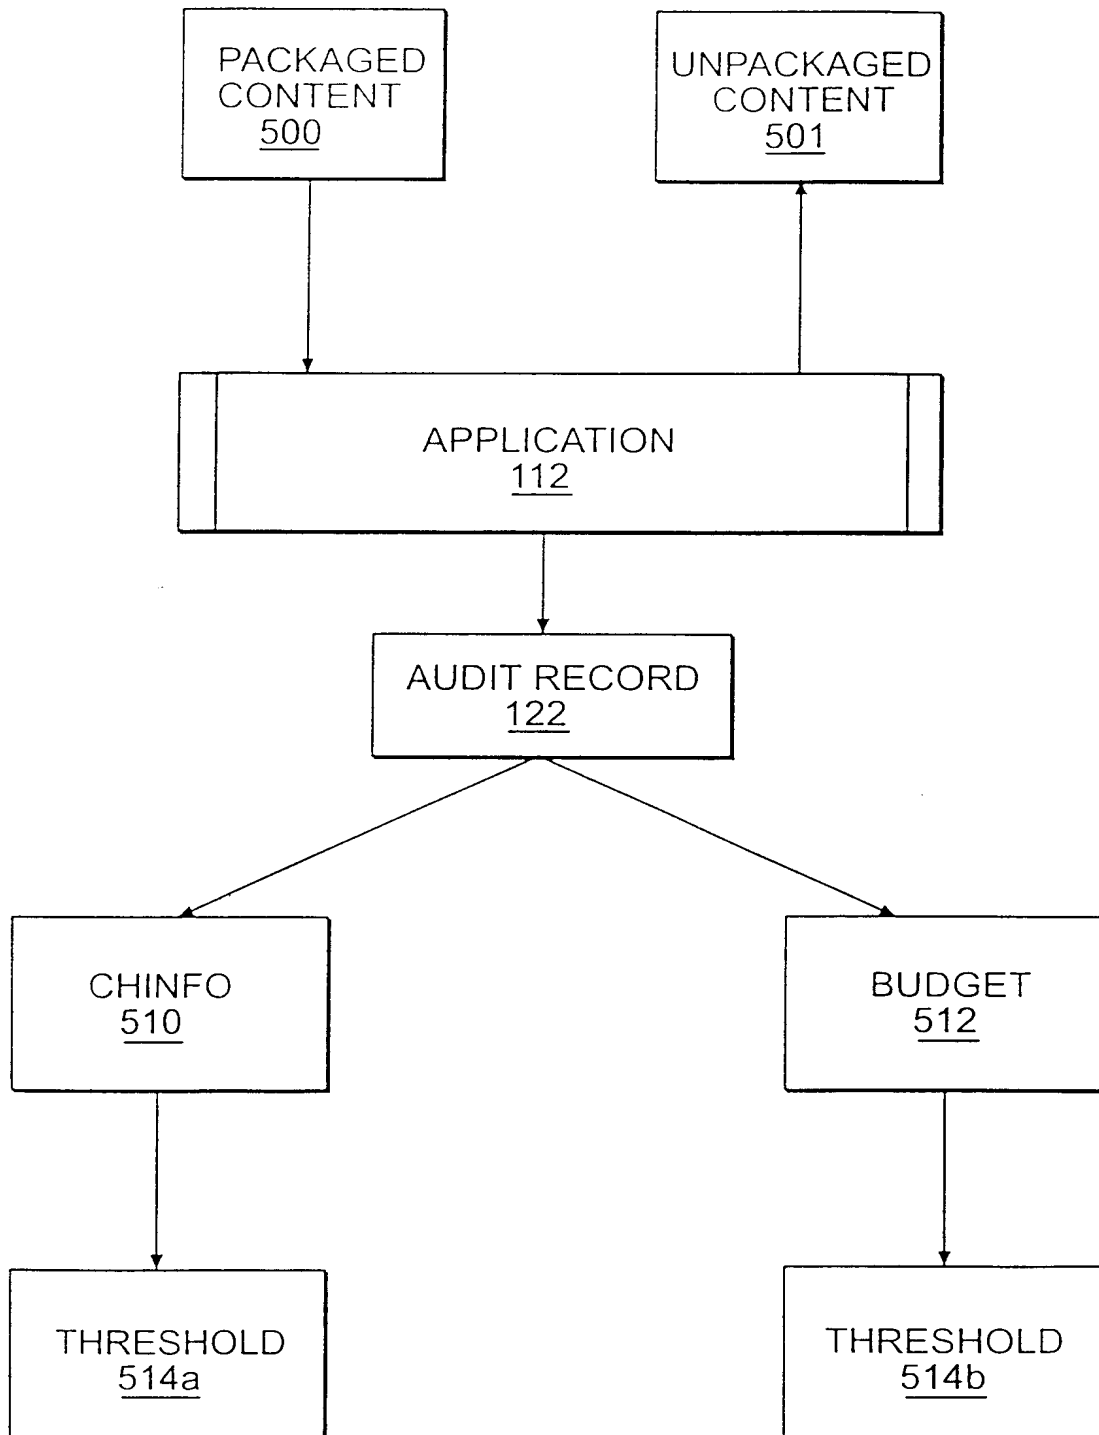 PACKAGED
CONTENT
500
UNPACKAGED
CONTENT
501
APPLICATION
112
AUDIT RECORD
122
CHINFO
510
BUDGET
512
THRESHOLD
514a
THRESHOLD
514b